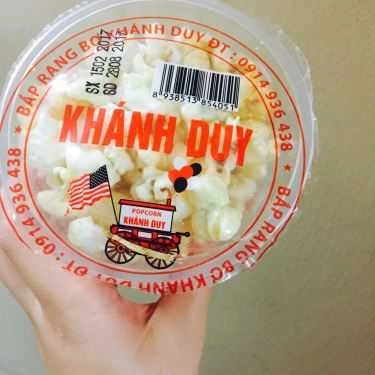 BẮP RANG BƠ KHÁNH DUY ĐT : 0914 936 438 * BẮP RANG BƠ KHÁNH DUY ĐT : 0914 936 438 *
SX 1502 2017
SD 2808 2017
8 938513 854051
KHÁNH DUY
POPCORN
KHÁNH DUY